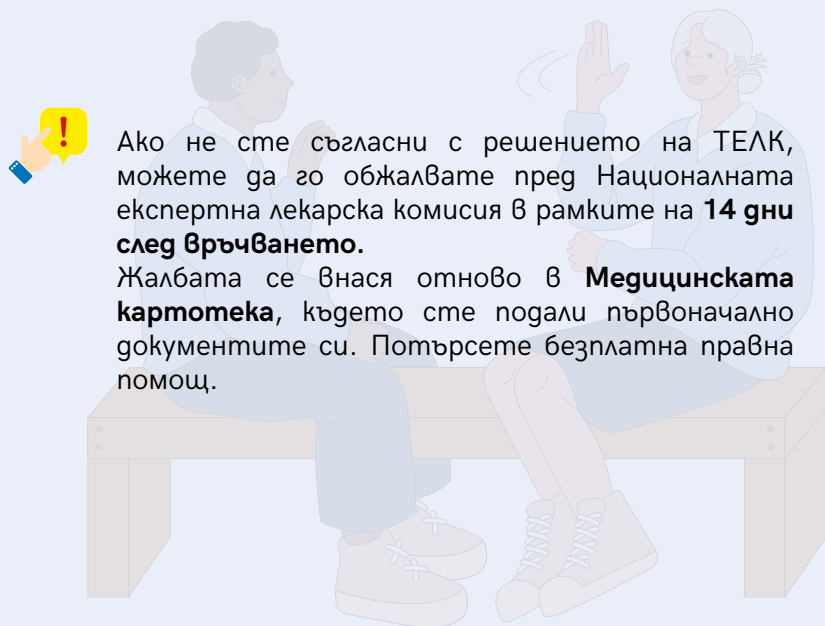 !
Ако не сте съгласни с решението на ТЕЛК,
можете да го обжалвате пред Националната
експертна лекарска комисия в рамките на 14 дни
след връчването.
Жалбата се внася отново в Медицинската
картотека, където сте подали първоначално
документите си. Потърсете безплатна правна
помощ.